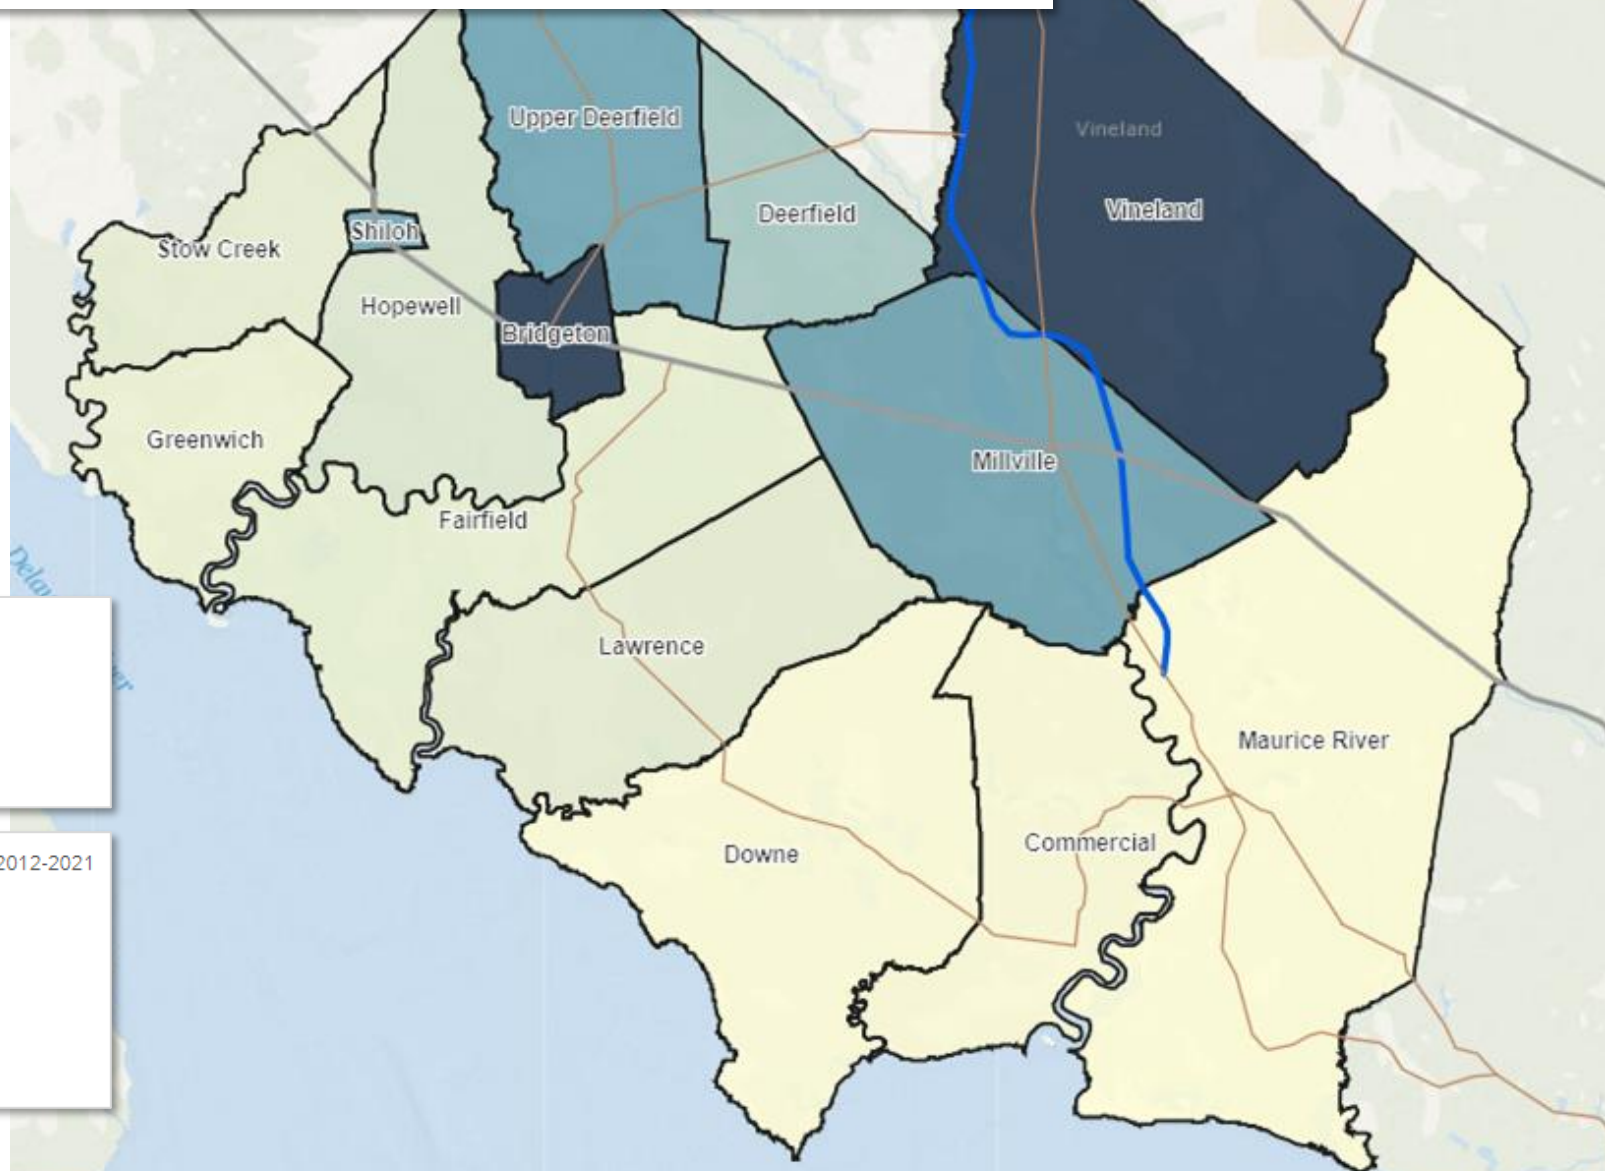 Upper Deerfield
Vineland
Vineland
Deerfield
Shiloh
Stow Creek
Hopewell
Bridgeton
Greenwich
Millville
Fairfield
Lawrence
Maurice River
Commercial
Downe
2012-2021